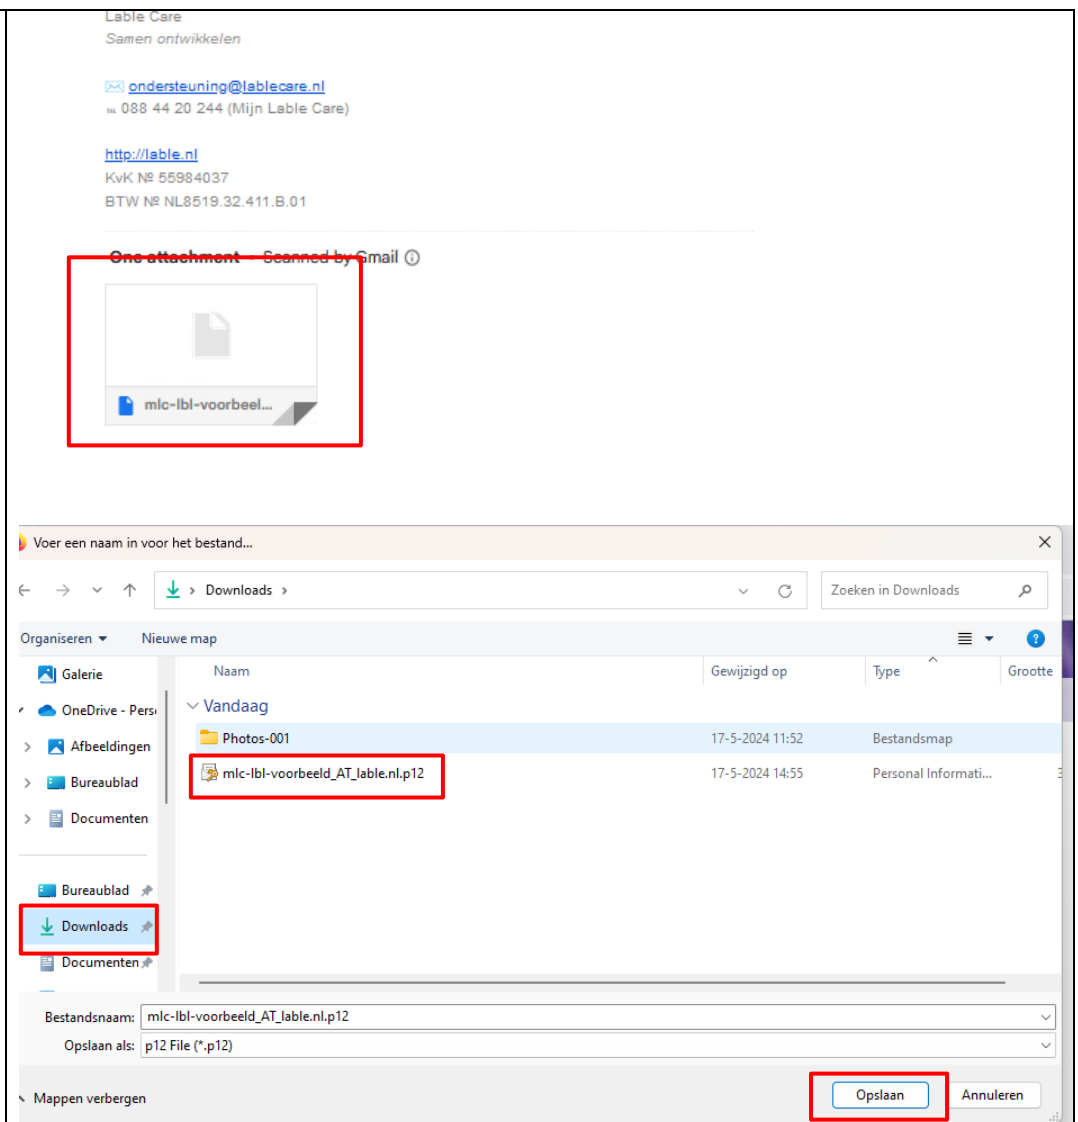 Lable Care
Samen ontwikkelen
ondersteuning@lablecare.nl
℡ 088 44 20 244 (Mijn Lable Care)
http://lable.nl
KvK № 55984037
BTW № NL8519.32.411.B.01
One attachment • Scanned by Gmail
mlc-lbl-voorbeel...
Voer een naam in voor het bestand...
Downloads
Zoeken in Downloads
Organiseren
Nieuwe map
Naam
Gewijzigd op
Type
Grootte
Galerie
OneDrive - Perso
Afbeeldingen
Bureaublad
Documenten
Bureaublad
Downloads
Documenten
Vandaag
Photos-001 17-5-2024 11:52 Bestandsmap
mlc-lbl-voorbeeld_AT_lable.nl.p12 17-5-2024 14:55 Personal Informati...
Bestandsnaam: mlc-lbl-voorbeeld_AT_lable.nl.p12
Opslaan als: p12 File (*.p12)
Mappen verbergen
Opslaan
Annuleren